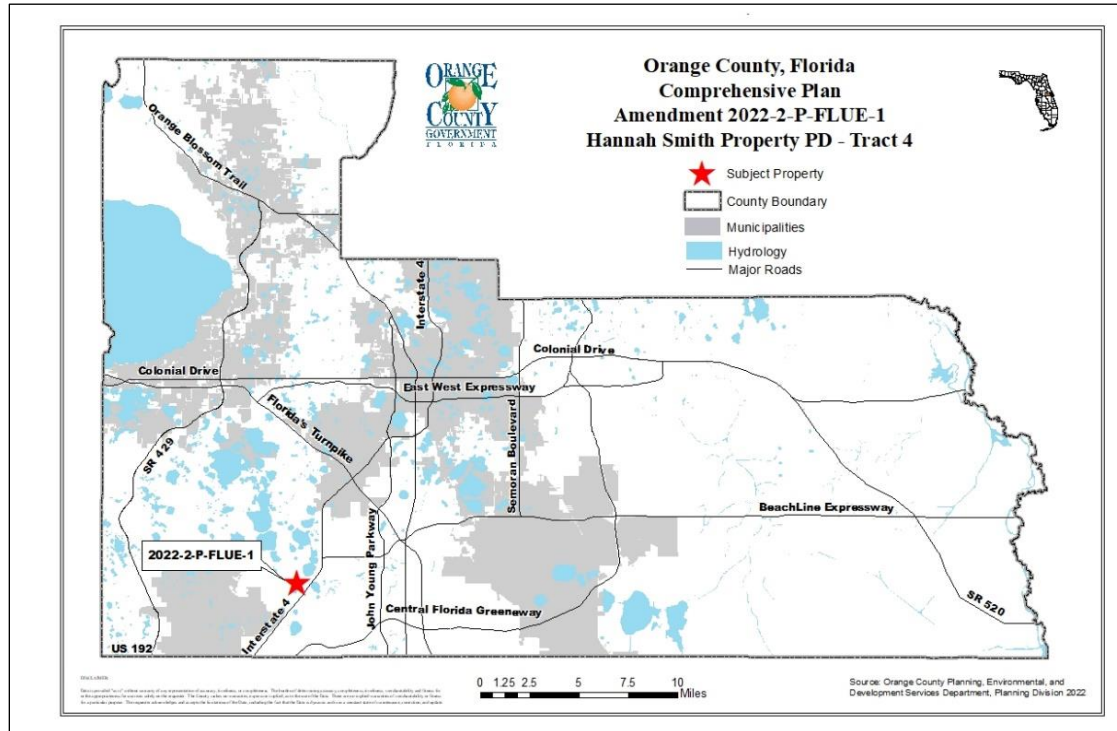 Orange County, Florida
Comprehensive Plan
Amendment 2022-2-P-FLUE-1
Hannah Smith Property PD - Tract 4
ORANGE
COUNTY
GOVERNMENT
FLORIDA
Subject Property
County Boundary
Municipalities
Hydrology
Major Roads
Orange Blossom Trail
Interstate 4
Colonial Drive
Colonial Drive
East West Expressway
Florida's Turnpike
SR 429
Semoran Boulevard
BeachLine Expressway
2022-2-P-FLUE-1
John Young Parkway
Interstate 4
Central Florida Greeneway
SR 520
US 192
0 1.25 2.5 5 7.5 10
Miles
Source: Orange County Planning, Environmental, and
Development Services Department, Planning Division 2022